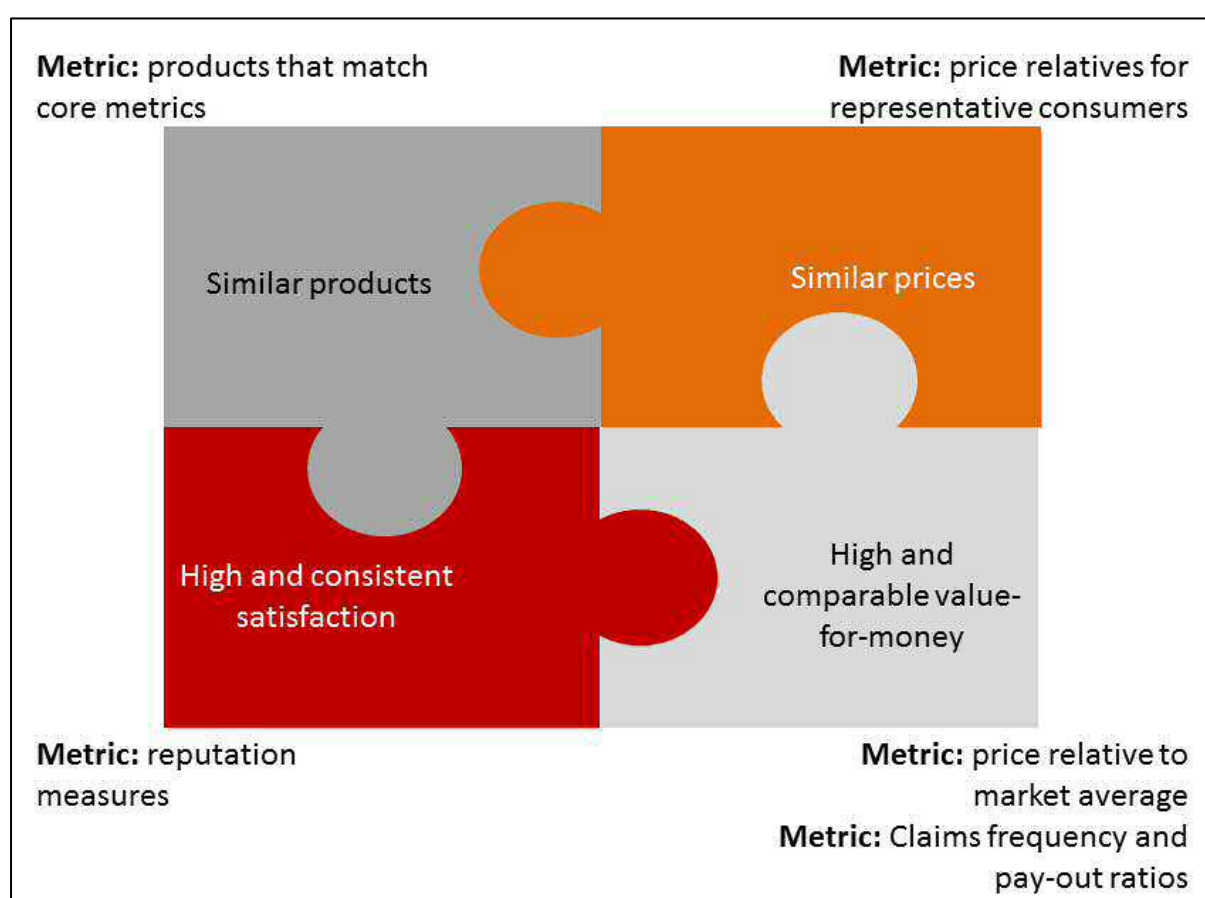 Metric: products that match
core metrics
Metric: price relatives for
representative consumers
Similar products
Similar prices
High and consistent
satisfaction
High and
comparable value-
for-money
Metric: reputation
measures
Metric: price relative to
market average
Metric: Claims frequency and
pay-out ratios